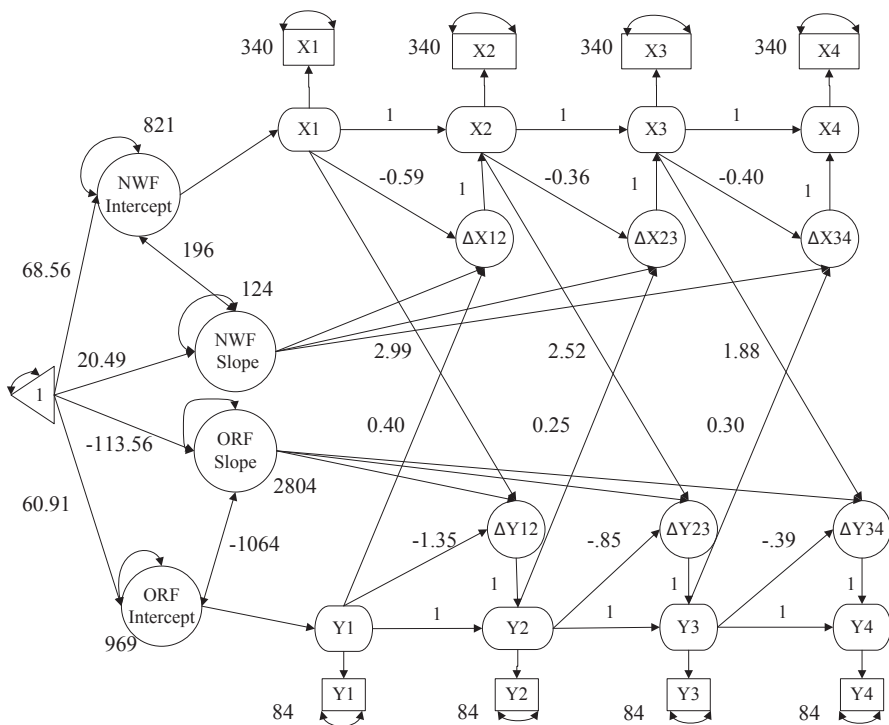 340 X1 340 X2 340 X3 340 X4
821
X1 1 X2 1 X3 1 X4
NWF
Intercept
-0.59 1 -0.36 1 -0.40 1
ΔX12 ΔX23 ΔX34
196
68.56
124
NWF
Slope
20.49
2.99 2.52 1.88
1
0.40 0.25 0.30
-113.56
ORF
Slope
2804
60.91
ΔY12 ΔY23 ΔY34
-1064
-1.35 -.85 -.39
1 1 1
ORF
Intercept
969
Y1 1 Y2 1 Y3 1 Y4
84 Y1 84 Y2 84 Y3 84 Y4